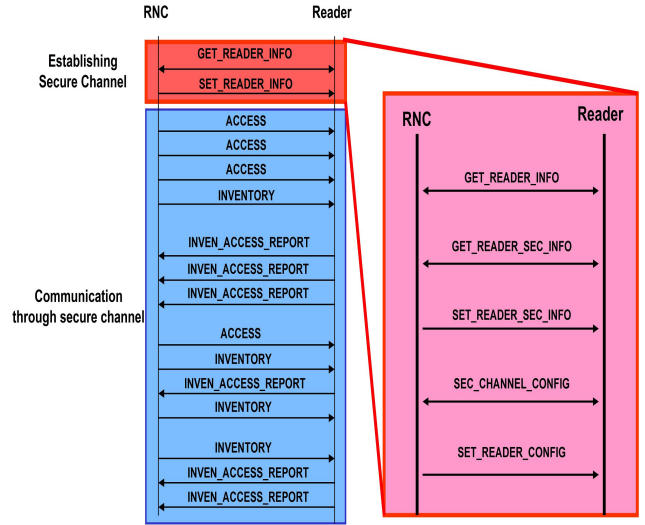 RNC Reader
Establishing
Secure Channel
GET_READER_INFO
SET_READER_INFO
ACCESS
ACCESS
ACCESS
INVENTORY
INVEN_ACCESS_REPORT
INVEN_ACCESS_REPORT
INVEN_ACCESS_REPORT
Communication
through secure channel
ACCESS
INVENTORY
INVEN_ACCESS_REPORT
INVENTORY
INVENTORY
INVEN_ACCESS_REPORT
INVEN_ACCESS_REPORT
RNC Reader
GET_READER_INFO
GET_READER_SEC_INFO
SET_READER_SEC_INFO
SEC_CHANNEL_CONFIG
SET_READER_CONFIG